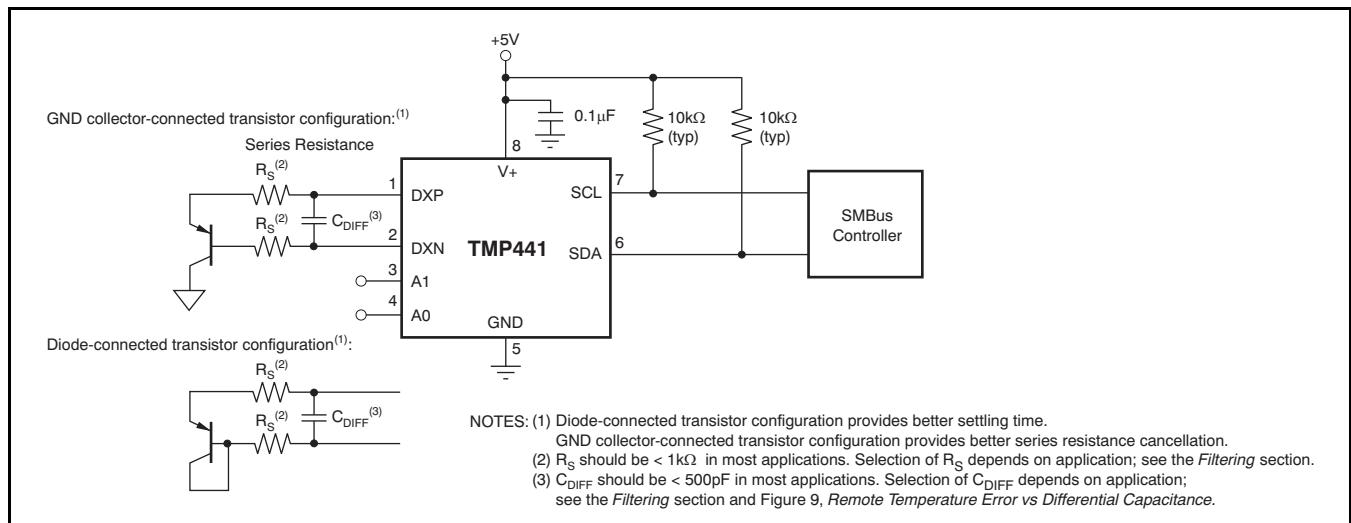 +5V
GND collector-connected transistor configuration:(1)
0.1μF
10kΩ
(typ)
10kΩ
(typ)
Series Resistance
8
V+
RS(2)
1
DXP
SCL
7
CDIFF(3)
RS(2)
2
DXN
TMP441
SDA
6
SMBus
Controller
3
A1
4
A0
GND
5
Diode-connected transistor configuration(1):
RS(2)
CDIFF(3)
RS(2)
NOTES: (1) Diode-connected transistor configuration provides better settling time.
GND collector-connected transistor configuration provides better series resistance cancellation.
(2) RS should be < 1kΩ in most applications. Selection of RS depends on application; see the Filtering section.
(3) CDIFF should be < 500pF in most applications. Selection of CDIFF depends on application;
see the Filtering section and Figure 9, Remote Temperature Error vs Differential Capacitance.